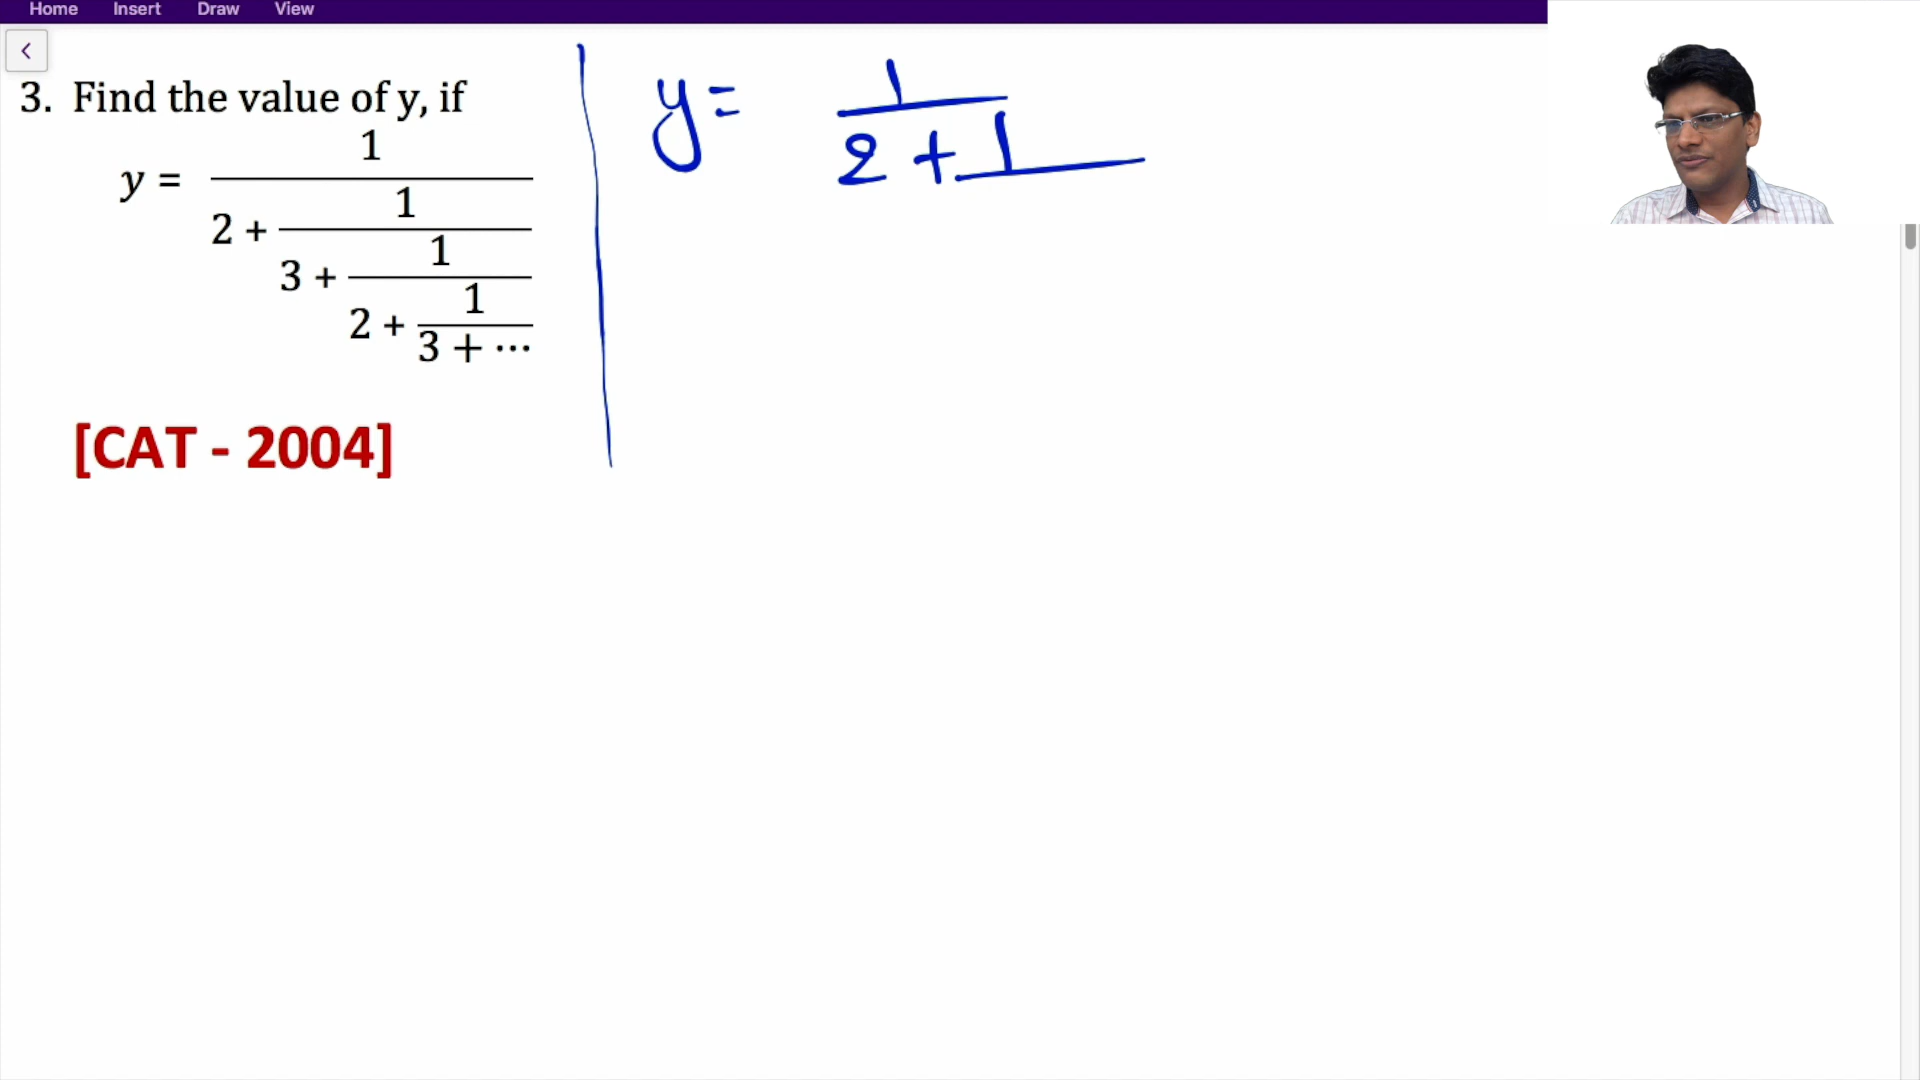 Home Insert Draw View
3. Find the value of y, if
y = 1
2 + 1
3 + 1
2 + 1
3 + ⋯
[CAT - 2004]
y = 1
2 + 1